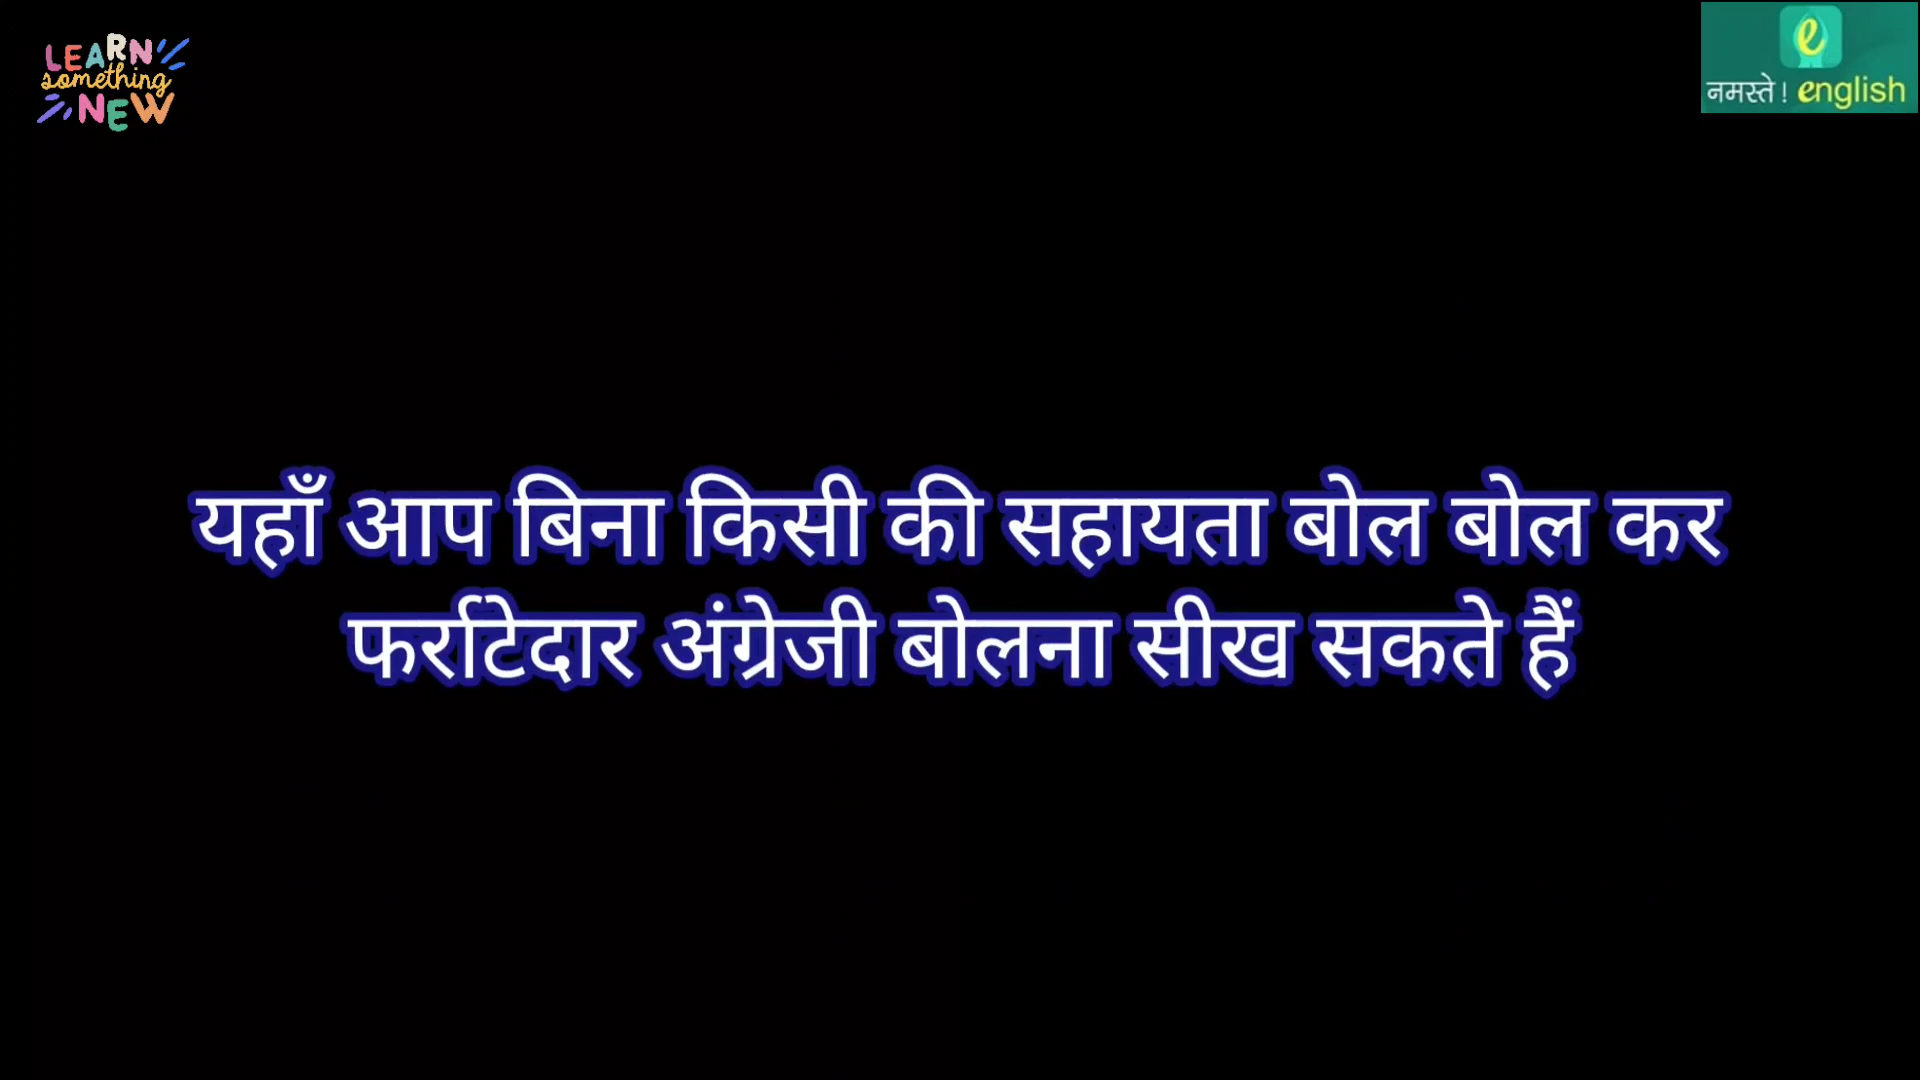 LEARN
something
NEW
e
नमस्ते ! english
यहाँ आप बिना किसी की सहायता बोल बोल कर
फर्राटेदार अंग्रेजी बोलना सीख सकते हैं